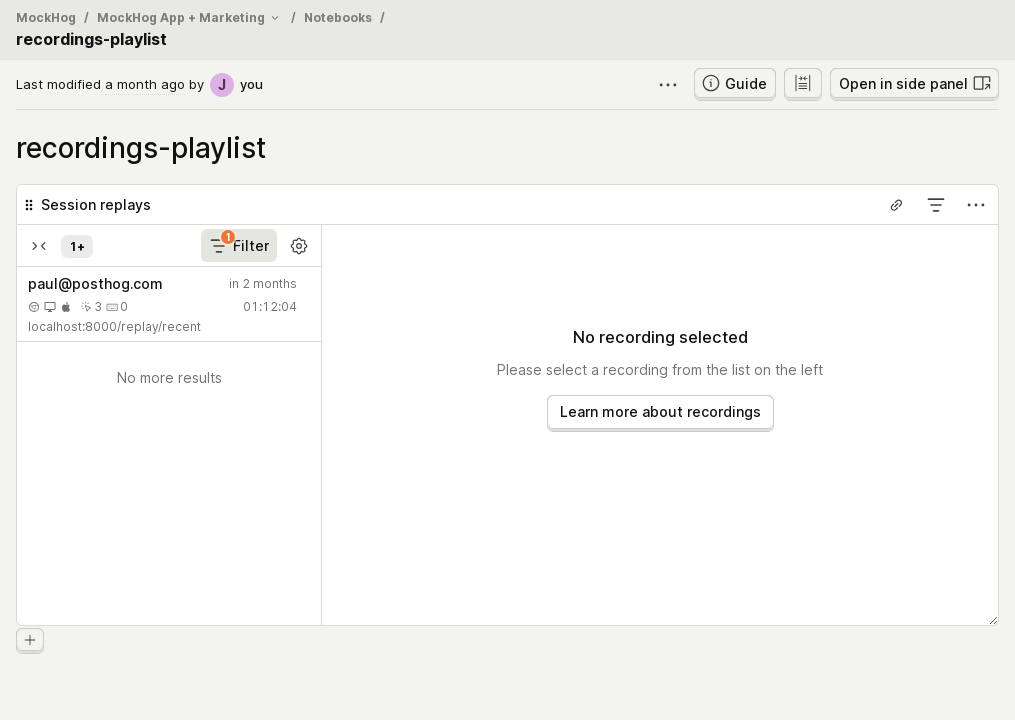 MockHog / MockHog App + Marketing / Notebooks /
recordings-playlist
Last modified a month ago by J you
Guide
Open in side panel
recordings-playlist
Session replays
1+
1
Filter
paul@posthog.com
in 2 months
3 0
01:12:04
localhost:8000/replay/recent
No more results
No recording selected
Please select a recording from the list on the left
Learn more about recordings